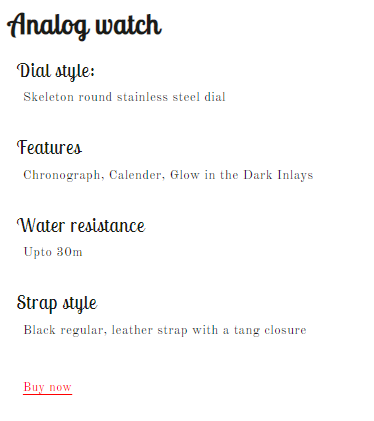 Analog watch
Dial style:
Skeleton round stainless steel dial
Features
Chronograph, Calender, Glow in the Dark Inlays
Water resistance
Upto 30m
Strap style
Black regular, leather strap with a tang closure
Buy now